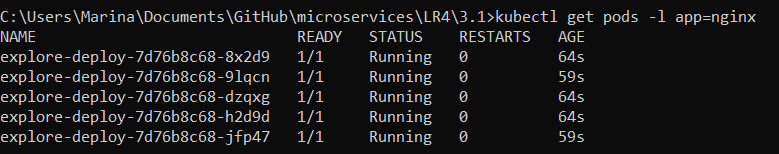 C:\Users\Marina\Documents\GitHub\microservices\LR4\3.1>kubectl get pods -l app=nginx
NAME                              READY   STATUS    RESTARTS   AGE
explore-deploy-7d76b8c68-8x2d9   1/1     Running   0          64s
explore-deploy-7d76b8c68-9lqcn   1/1     Running   0          59s
explore-deploy-7d76b8c68-dzqxg   1/1     Running   0          64s
explore-deploy-7d76b8c68-h2d9d   1/1     Running   0          64s
explore-deploy-7d76b8c68-jfp47   1/1     Running   0          59s